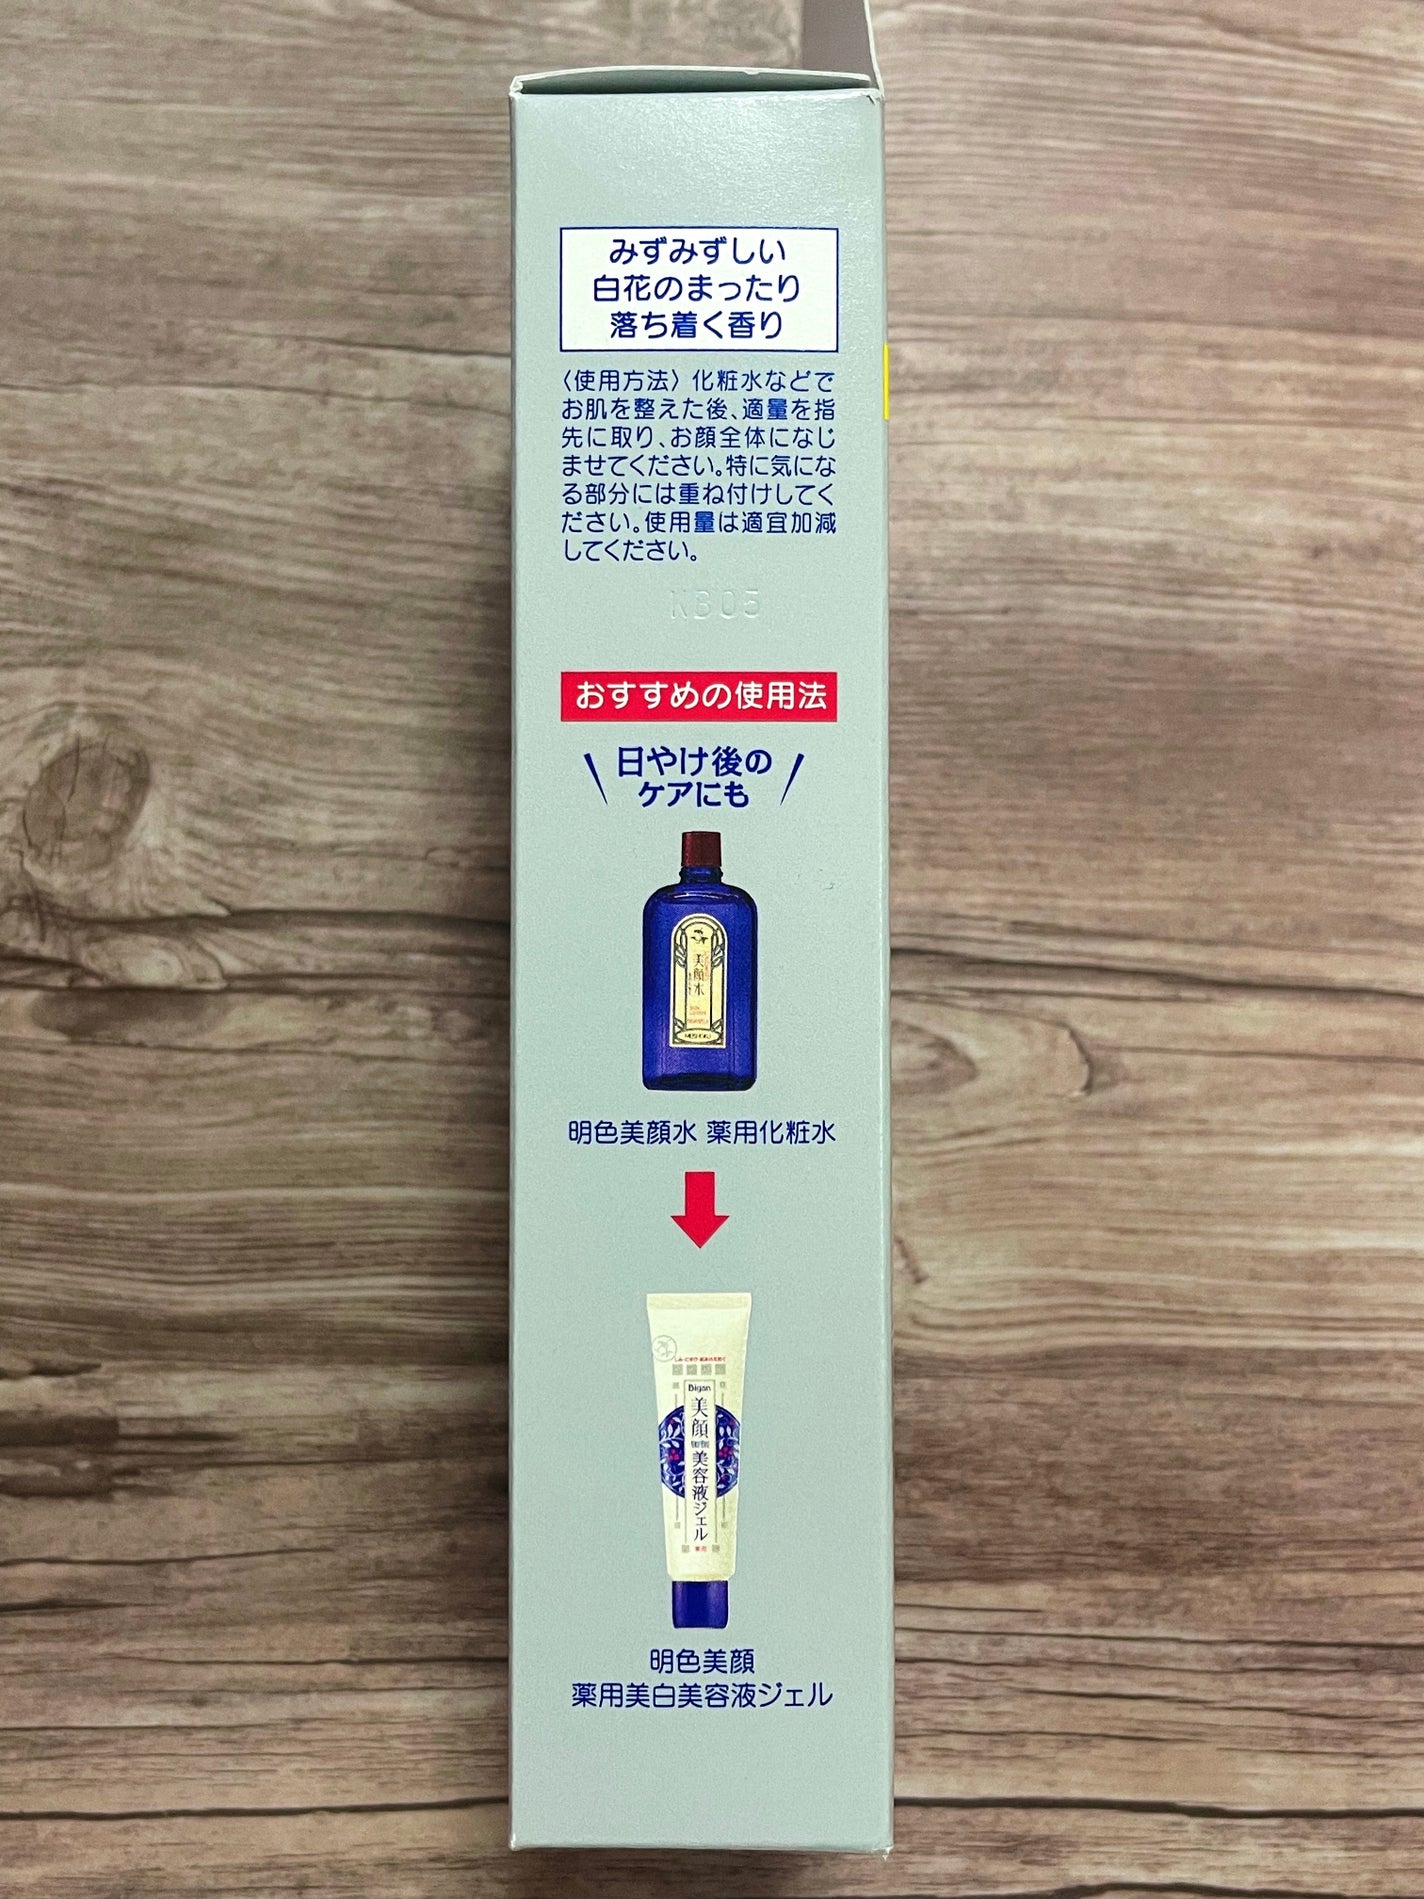 みずみずしい
白花のまったり
落ち着く香り
〈使用方法〉化粧水などで
お肌を整えた後、適量を指
先に取り、お顔全体になじ
ませてください。特に気にな
る部分には重ね付けしてく
ださい。使用量は適宜加減
してください。
KB05
おすすめの使用法
日やけ後の
ケアにも
美顔水
MEISHOKU
明色美顔水 薬用化粧水
Bigan
美顔
美容液ジェル
明色美顔
薬用美白美容液ジェル